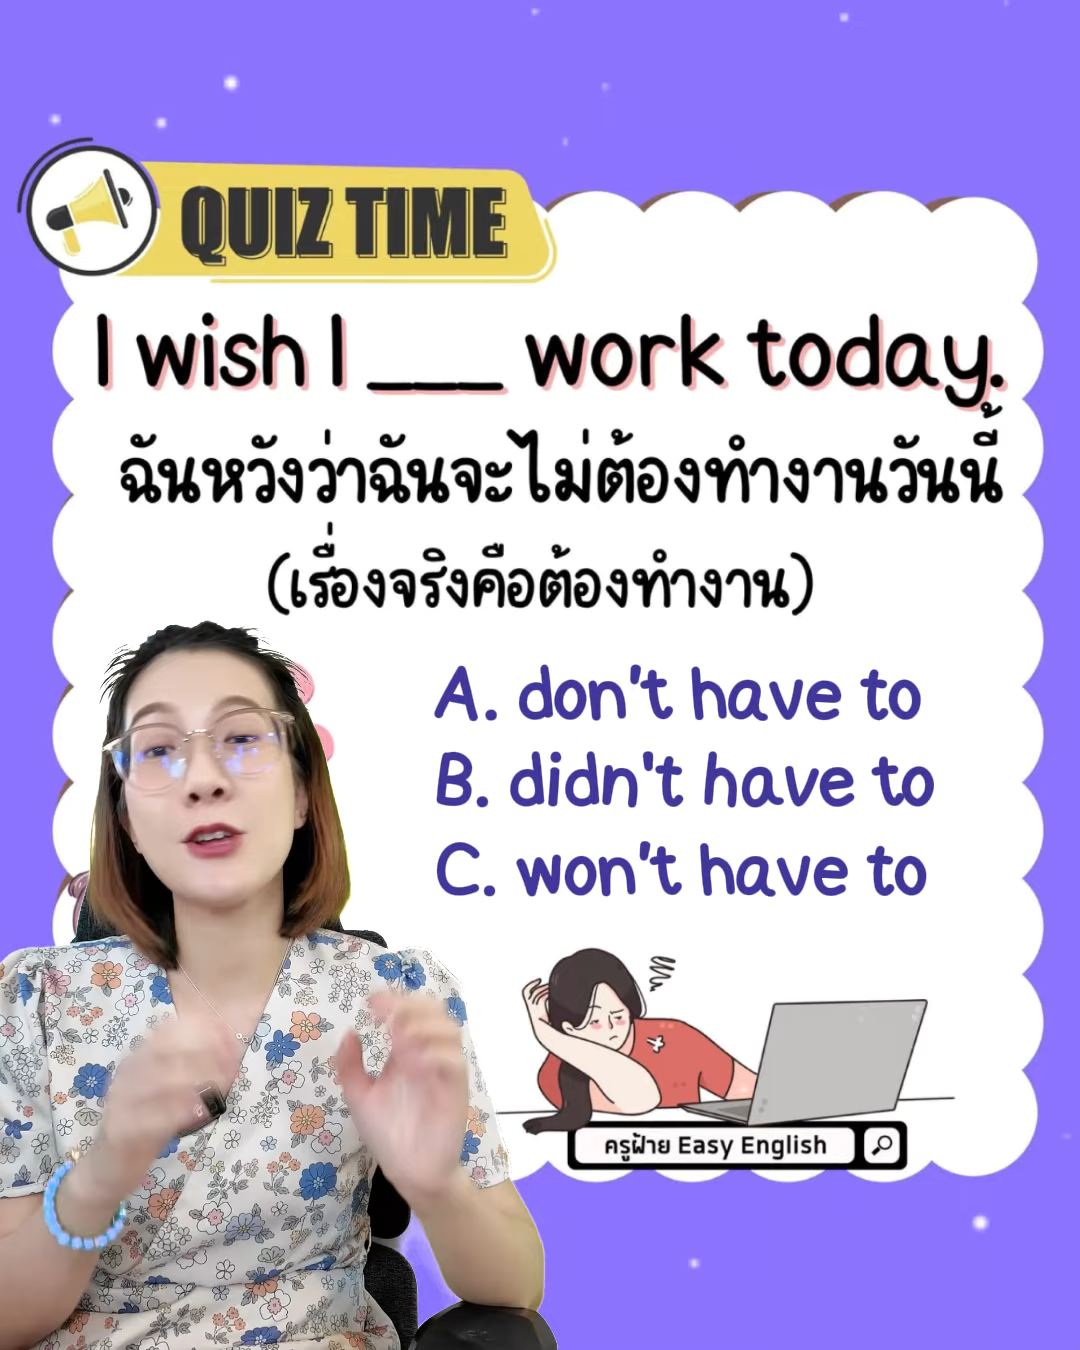 QUIZ TIME
I wish I ___ work today.
ฉันหวังว่าฉันจะไม่ต้องทำงานวันนี้
(เรื่องจริงคือต้องทำงาน)
A. don't have to
B. didn't have to
C. won't have to
ครูฝ้าย Easy English